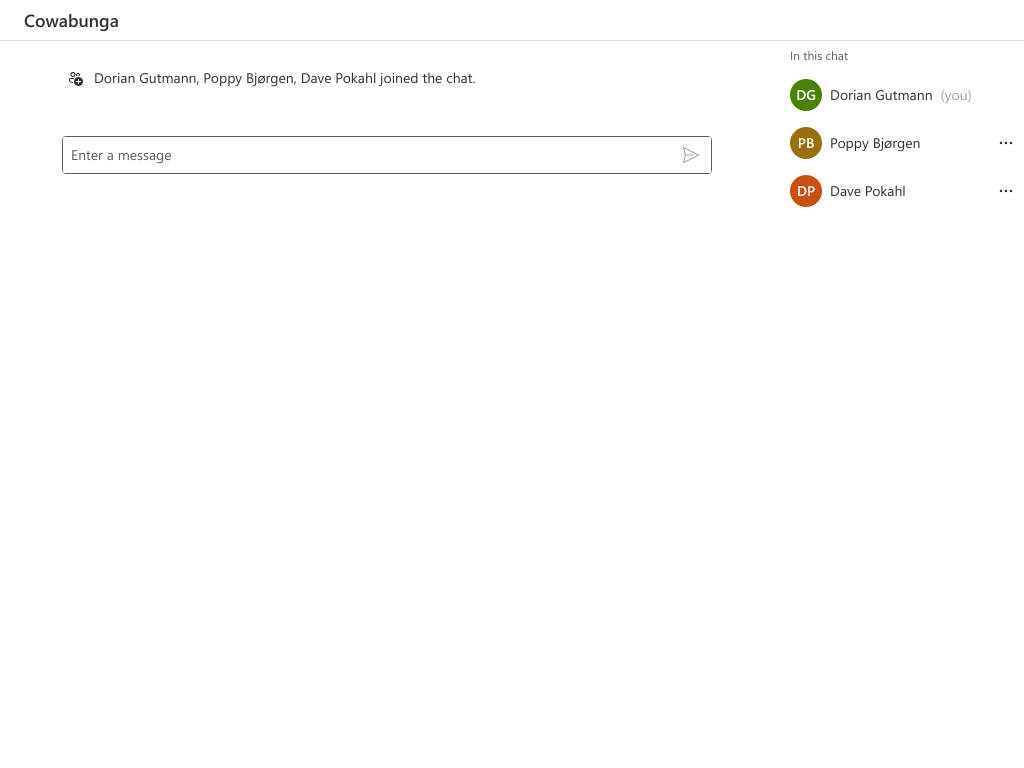 Cowabunga
In this chat
Dorian Gutmann, Poppy Bjørgen, Dave Pokahl joined the chat.
DG Dorian Gutmann (you)
Enter a message
PB Poppy Bjørgen
DP Dave Pokahl